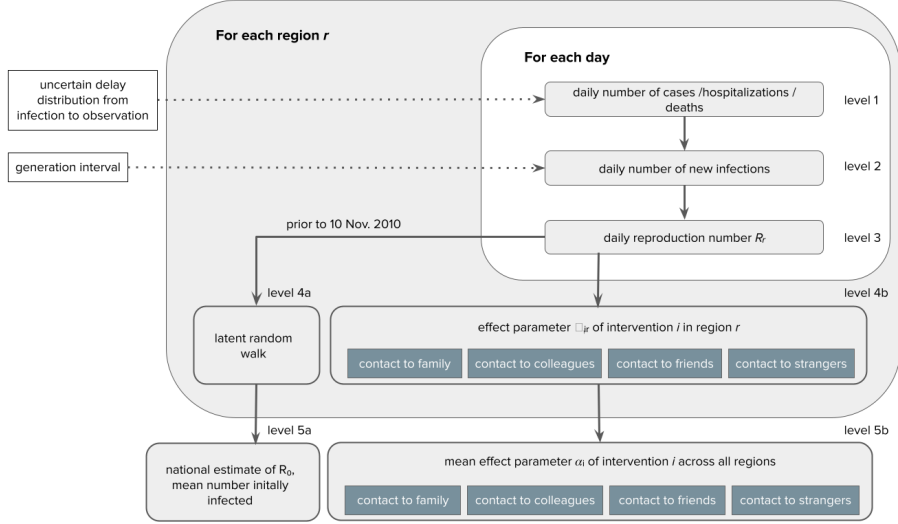 For each region r
For each day
uncertain delay
distribution from
infection to observation
daily number of cases /hospitalizations /
deaths
level 1
generation interval
daily number of new infections
level 2
prior to 10 Nov. 2010
daily reproduction number Rᵣ
level 3
level 4a
level 4b
latent random
walk
effect parameter □ᵢᵣ of intervention i in region r
contact to family
contact to colleagues
contact to friends
contact to strangers
level 5a
level 5b
national estimate of R₀,
mean number initally
infected
mean effect parameter αᵢ of intervention i across all regions
contact to family
contact to colleagues
contact to friends
contact to strangers